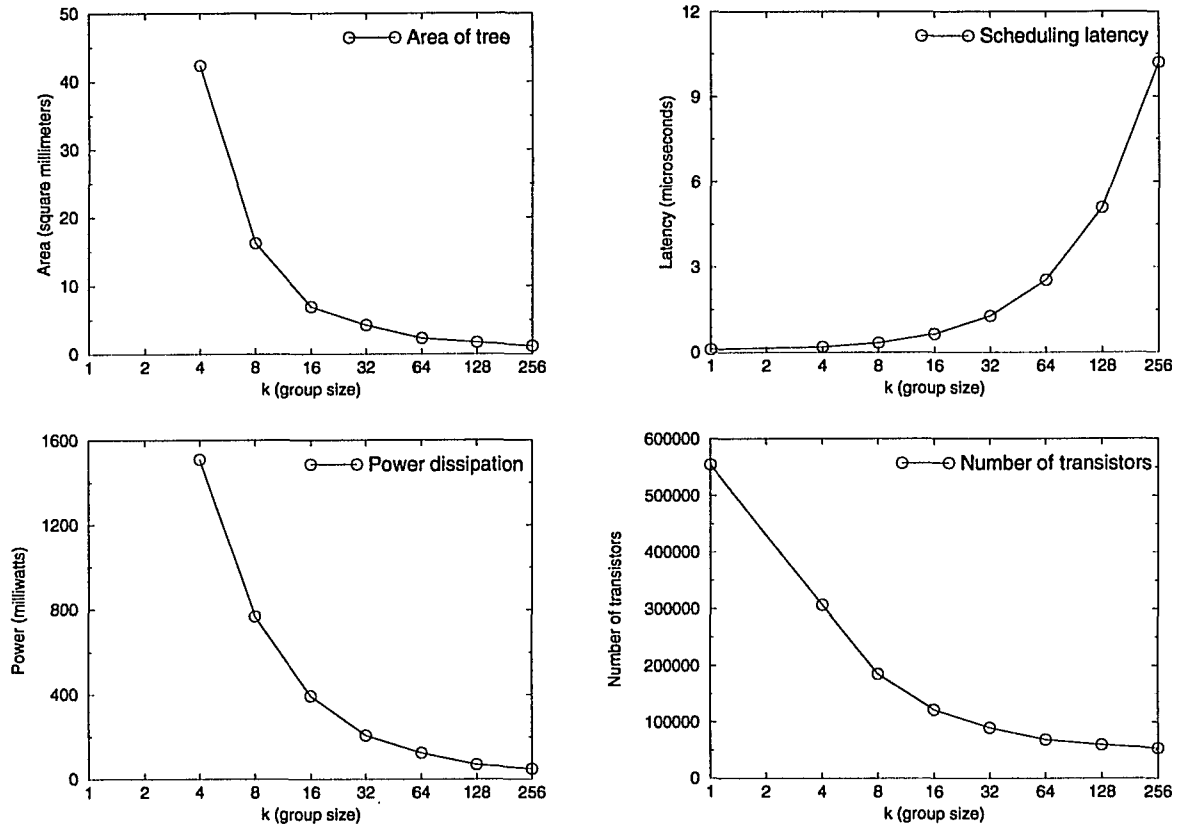 50
40
30
20
10
0
Area (square millimeters)
Area of tree
1 2 4 8 16 32 64 128 256
k (group size)
12
9
6
3
0
Latency (microseconds)
Scheduling latency
1 2 4 8 16 32 64 128 256
k (group size)
1600
1200
800
400
0
Power (milliwatts)
Power dissipation
1 2 4 8 16 32 64 128 256
k (group size)
600000
500000
400000
300000
200000
100000
0
Number of transistors
Number of transistors
1 2 4 8 16 32 64 128 256
k (group size)